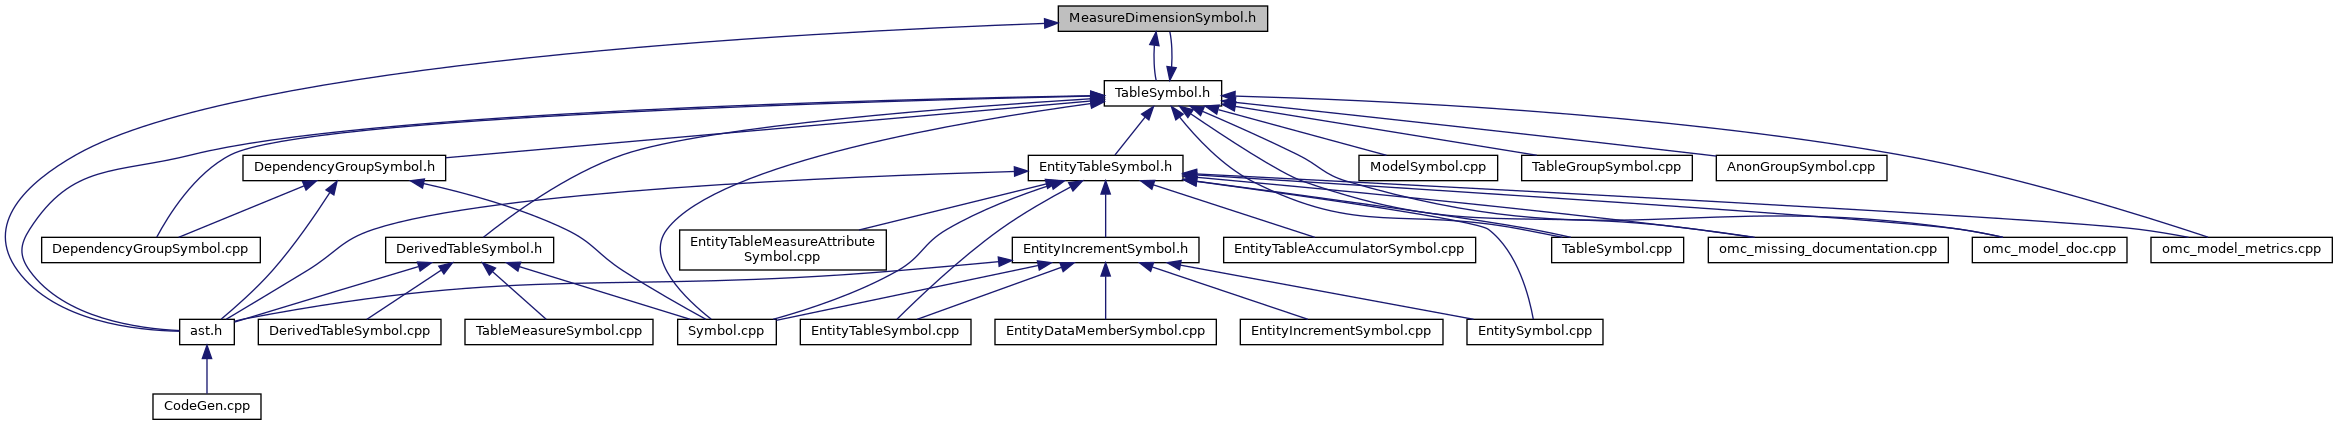 MeasureDimensionSymbol.h
TableSymbol.h
DependencyGroupSymbol.h
EntityTableSymbol.h
ModelSymbol.cpp
TableGroupSymbol.cpp
AnonGroupSymbol.cpp
DependencyGroupSymbol.cpp
DerivedTableSymbol.h
EntityTableMeasureAttribute
Symbol.cpp
EntityIncrementSymbol.h
EntityTableAccumulatorSymbol.cpp
TableSymbol.cpp
omc_missing_documentation.cpp
omc_model_doc.cpp
omc_model_metrics.cpp
ast.h
DerivedTableSymbol.cpp
TableMeasureSymbol.cpp
Symbol.cpp
EntityTableSymbol.cpp
EntityDataMemberSymbol.cpp
EntityIncrementSymbol.cpp
EntitySymbol.cpp
CodeGen.cpp